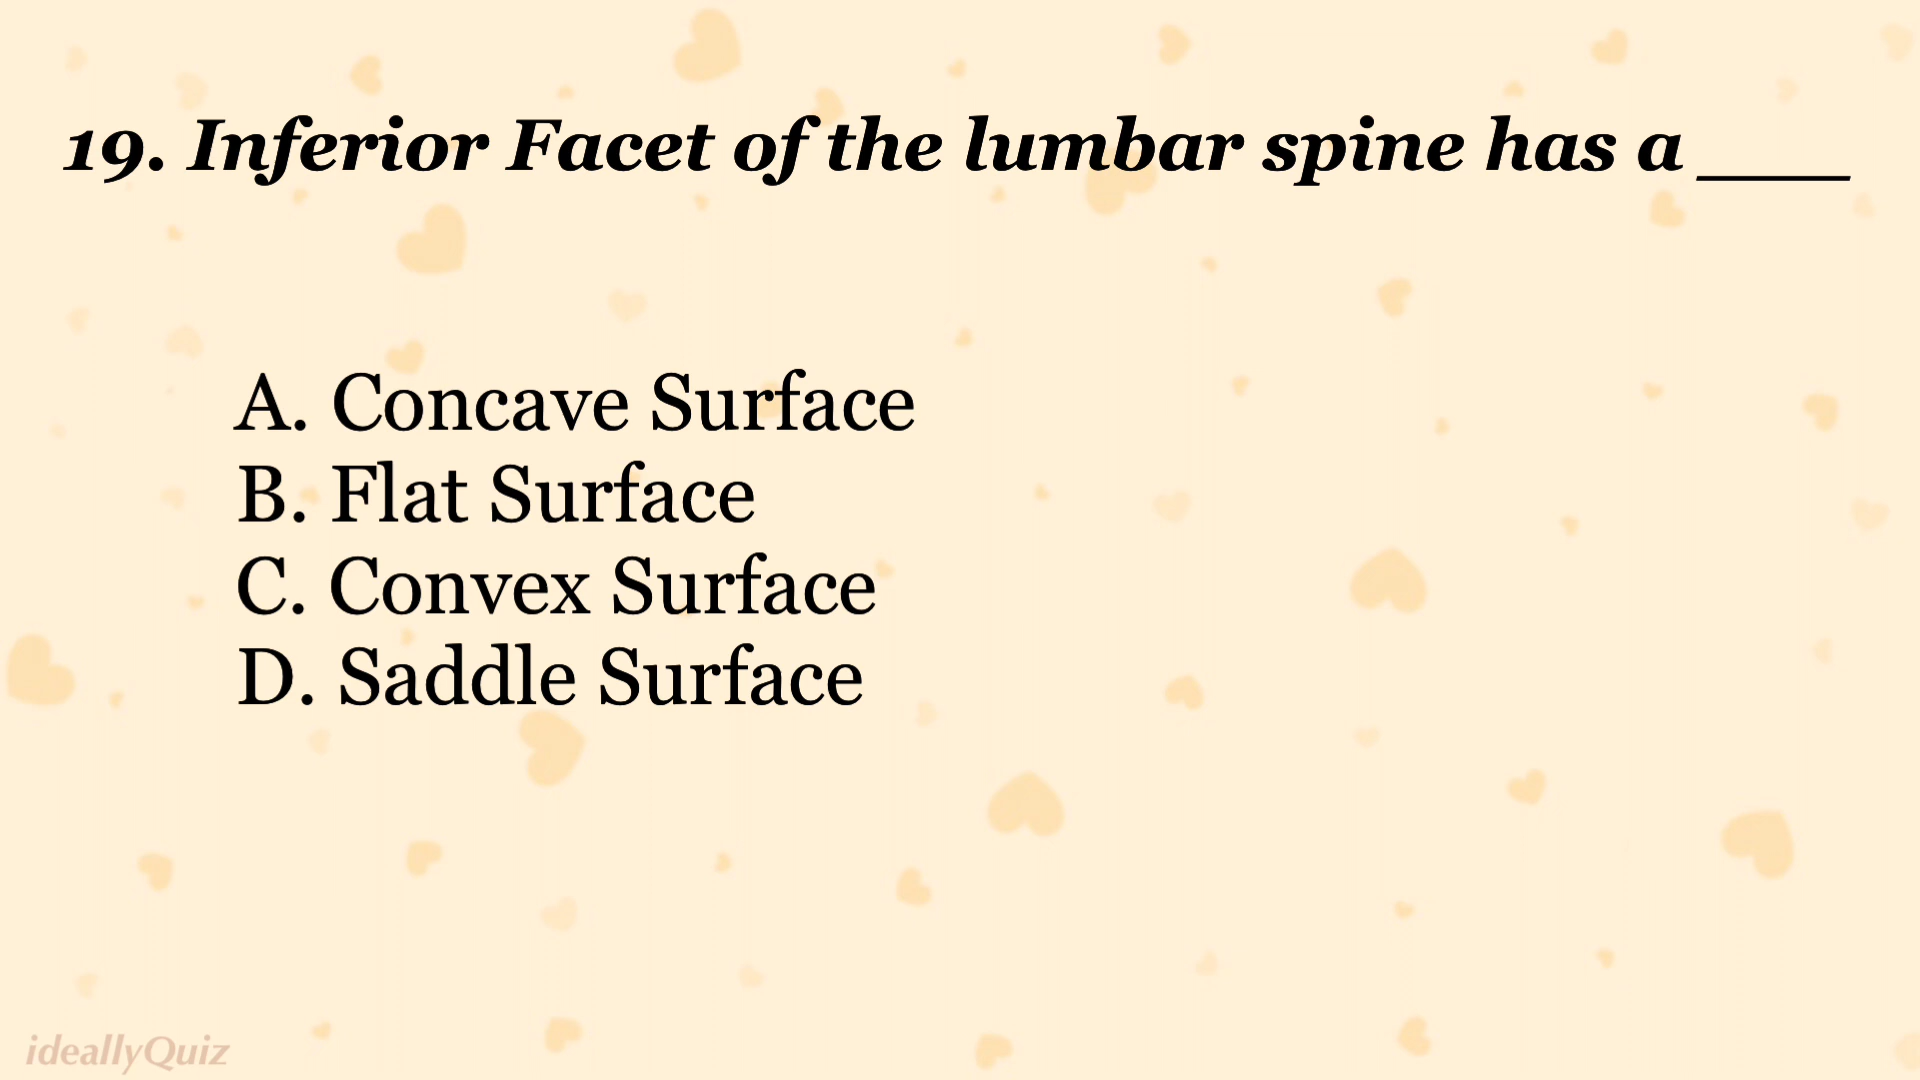 19. Inferior Facet of the lumbar spine has a ____
A. Concave Surface
B. Flat Surface
C. Convex Surface
D. Saddle Surface
ideallyQuiz